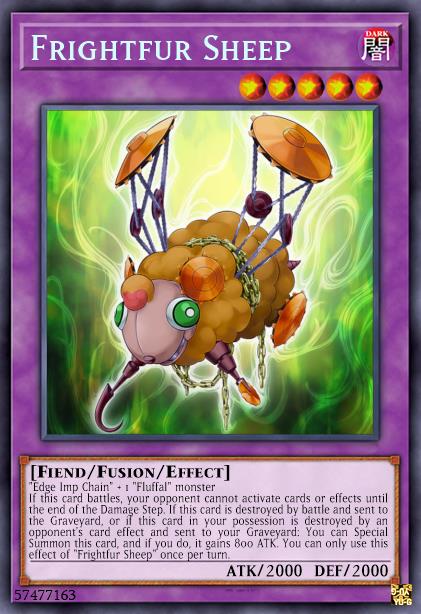 Frightfur Sheep
DARK
闇
[Fiend/Fusion/Effect]
"Edge Imp Chain" + 1 "Fluffal" monster
If this card battles, your opponent cannot activate cards or effects until
the end of the Damage Step. If this card is destroyed by battle and sent to
the Graveyard, or if this card in your possession is destroyed by an
opponent's card effect and sent to your Graveyard: You can Special
Summon this card, and if you do, it gains 800 ATK. You can only use this
effect of "Frightfur Sheep" once per turn.
ATK/2000 DEF/2000
57477163